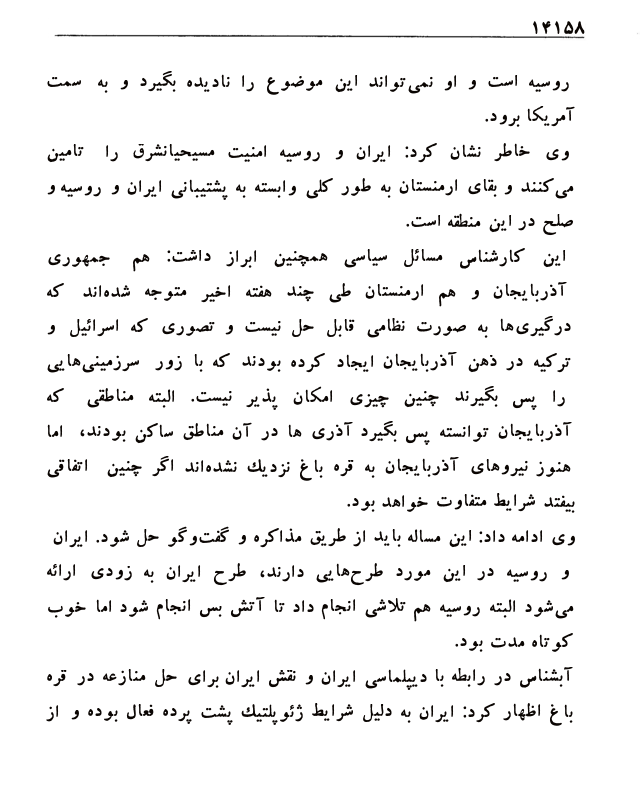 ۱۴۱۵۸
روسیه است و او نمی‌تواند این موضوع را نادیده بگیرد و به سمت
آمریکا برود.
وی خاطر نشان کرد: ایران و روسیه امنیت مسیحیانشرق را تامین
می‌کنند و بقای ارمنستان به طور کلی وابسته به پشتیبانی ایران و روسیه و
صلح در این منطقه است.
این کارشناس مسائل سیاسی همچنین ابراز داشت: هم جمهوری
آذربایجان و هم ارمنستان طی چند هفته اخیر متوجه شده‌اند که
درگیری‌ها به صورت نظامی قابل حل نیست و تصوری که اسرائیل و
ترکیه در ذهن آذربایجان ایجاد کرده بودند که با زور سرزمینی‌هایی
را پس بگیرند چنین چیزی امکان پذیر نیست. البته مناطقی که
آذربایجان توانسته پس بگیرد آذری ها در آن مناطق ساکن بودند، اما
هنوز نیروهای آذربایجان به قره باغ نزدیك نشده‌اند اگر چنین اتفاقی
بیفتد شرایط متفاوت خواهد بود.
وی ادامه داد: این مساله باید از طریق مذاکره و گفت‌وگو حل شود. ایران
و روسیه در این مورد طرح‌هایی دارند، طرح ایران به زودی ارائه
می‌شود البته روسیه هم تلاشی انجام داد تا آتش بس انجام شود اما خوب
کوتاه مدت بود.
آبشناس در رابطه با دیپلماسی ایران و نقش ایران برای حل منازعه در قره
باغ اظهار کرد: ایران به دلیل شرایط ژئوپلتیك پشت پرده فعال بوده و از